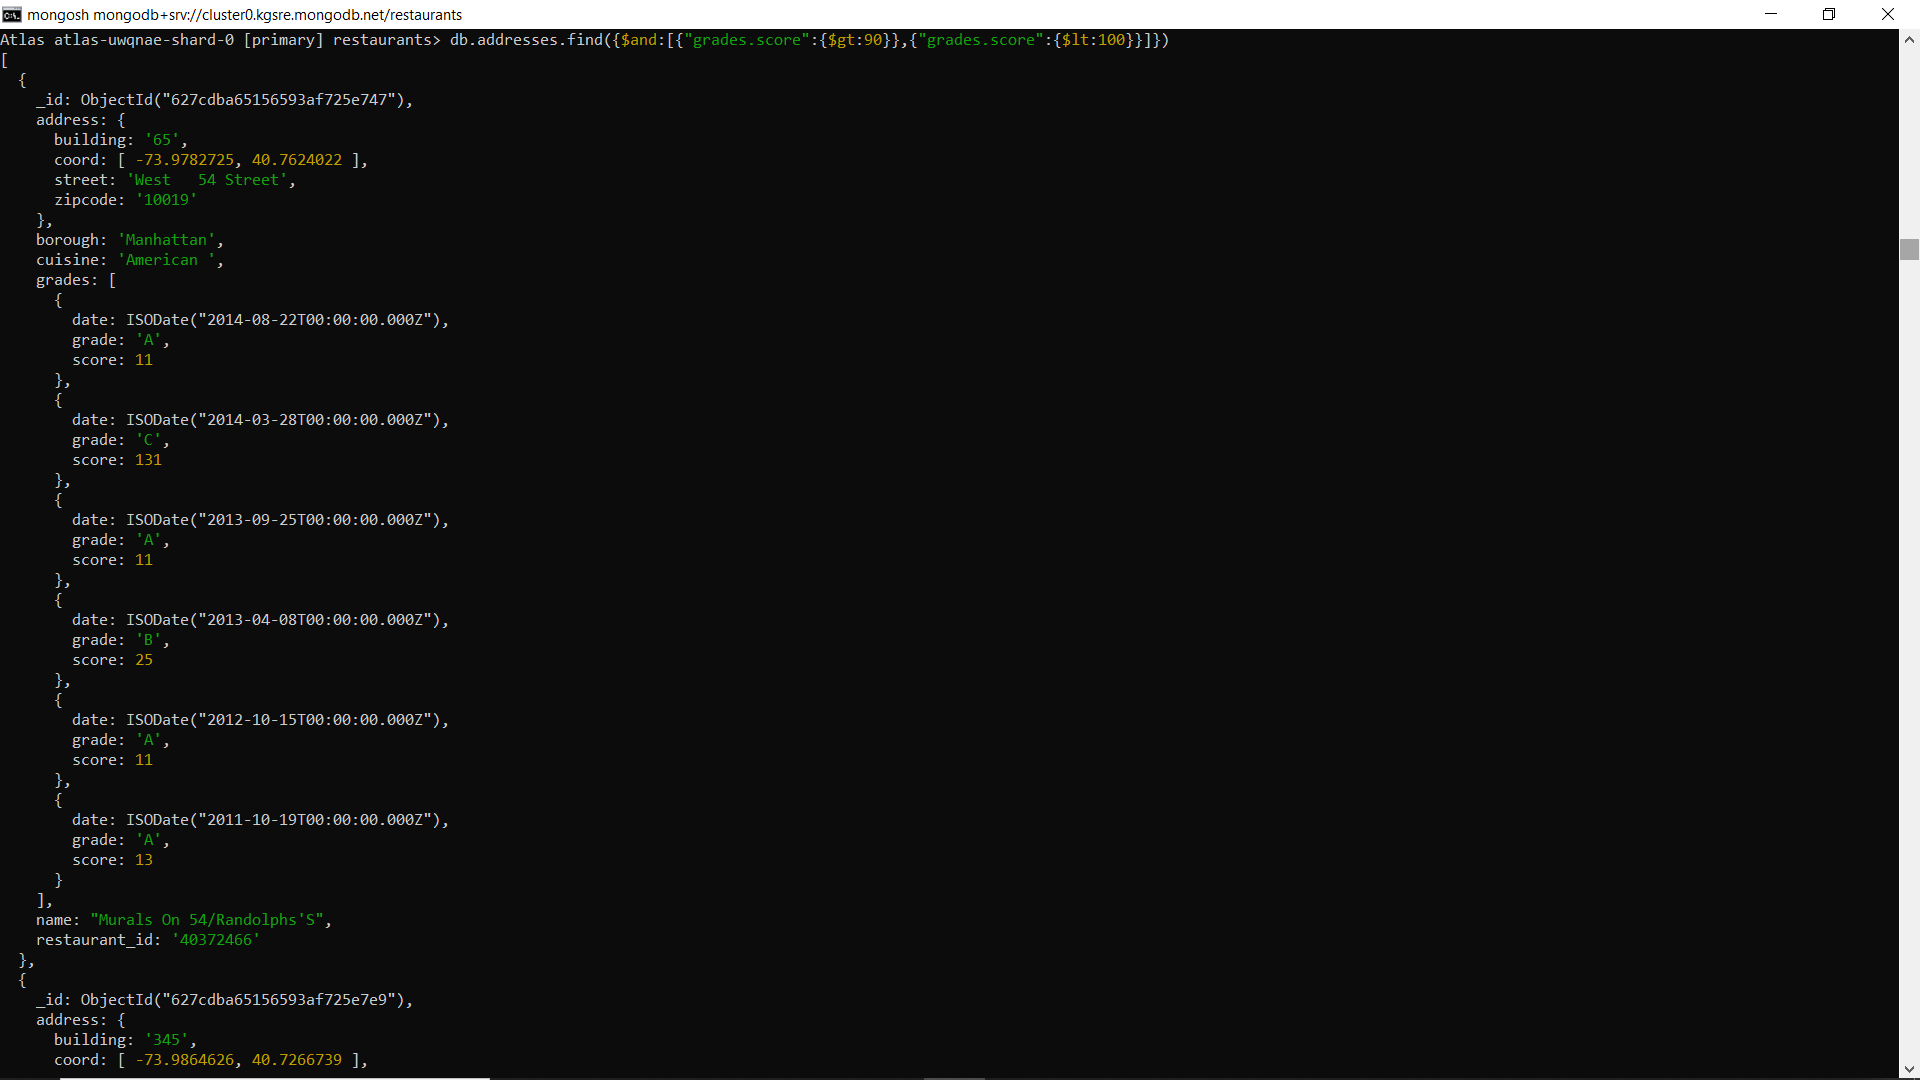 mongosh mongodb+srv://cluster0.kgsre.mongodb.net/restaurants
Atlas atlas-uwqnae-shard-0 [primary] restaurants> db.addresses.find({$and:[{"grades.score":{$gt:90}},{"grades.score":{$lt:100}}]})
[
  {
    _id: ObjectId("627cdba65156593af725e747"),
    address: {
      building: '65',
      coord: [ -73.9782725, 40.7624022 ],
      street: 'West   54 Street',
      zipcode: '10019'
    },
    borough: 'Manhattan',
    cuisine: 'American ',
    grades: [
      {
        date: ISODate("2014-08-22T00:00:00.000Z"),
        grade: 'A',
        score: 11
      },
      {
        date: ISODate("2014-03-28T00:00:00.000Z"),
        grade: 'C',
        score: 131
      },
      {
        date: ISODate("2013-09-25T00:00:00.000Z"),
        grade: 'A',
        score: 11
      },
      {
        date: ISODate("2013-04-08T00:00:00.000Z"),
        grade: 'B',
        score: 25
      },
      {
        date: ISODate("2012-10-15T00:00:00.000Z"),
        grade: 'A',
        score: 11
      },
      {
        date: ISODate("2011-10-19T00:00:00.000Z"),
        grade: 'A',
        score: 13
      }
    ],
    name: "Murals On 54/Randolphs'S",
    restaurant_id: '40372466'
  },
  {
    _id: ObjectId("627cdba65156593af725e7e9"),
    address: {
      building: '345',
      coord: [ -73.9864626, 40.7266739 ],